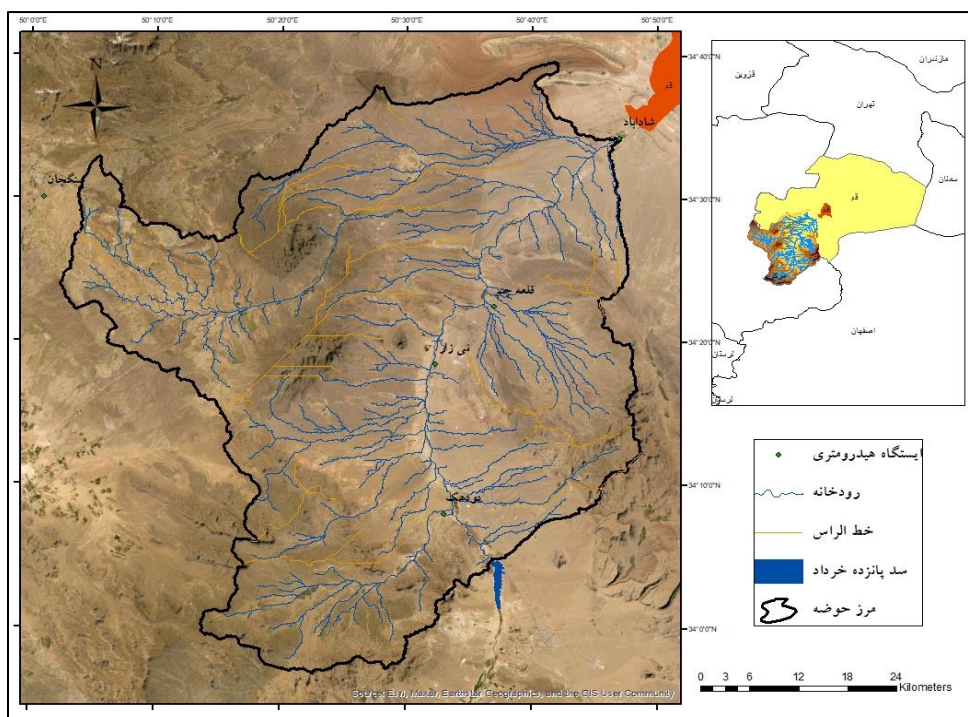 50°0'0"E 50°10'0"E 50°20'0"E 50°30'0"E 50°40'0"E 50°50'0"E
N
قم
شادآباد
سنگجان
قلعه چم
نی زار
دودهک
Source: Esri, Maxar, Earthstar Geographics, and the GIS User Community
34°40'0"N
34°30'0"N
34°20'0"N
34°10'0"N
34°0'0"N
مازندران
قزوین
تهران
سمنان
قم
اصفهان
لرستان
ایستگاه هیدرومتری
رودخانه
خط الراس
سد پانزده خرداد
مرز حوضه
0 3 6 12 18 24
Kilometers